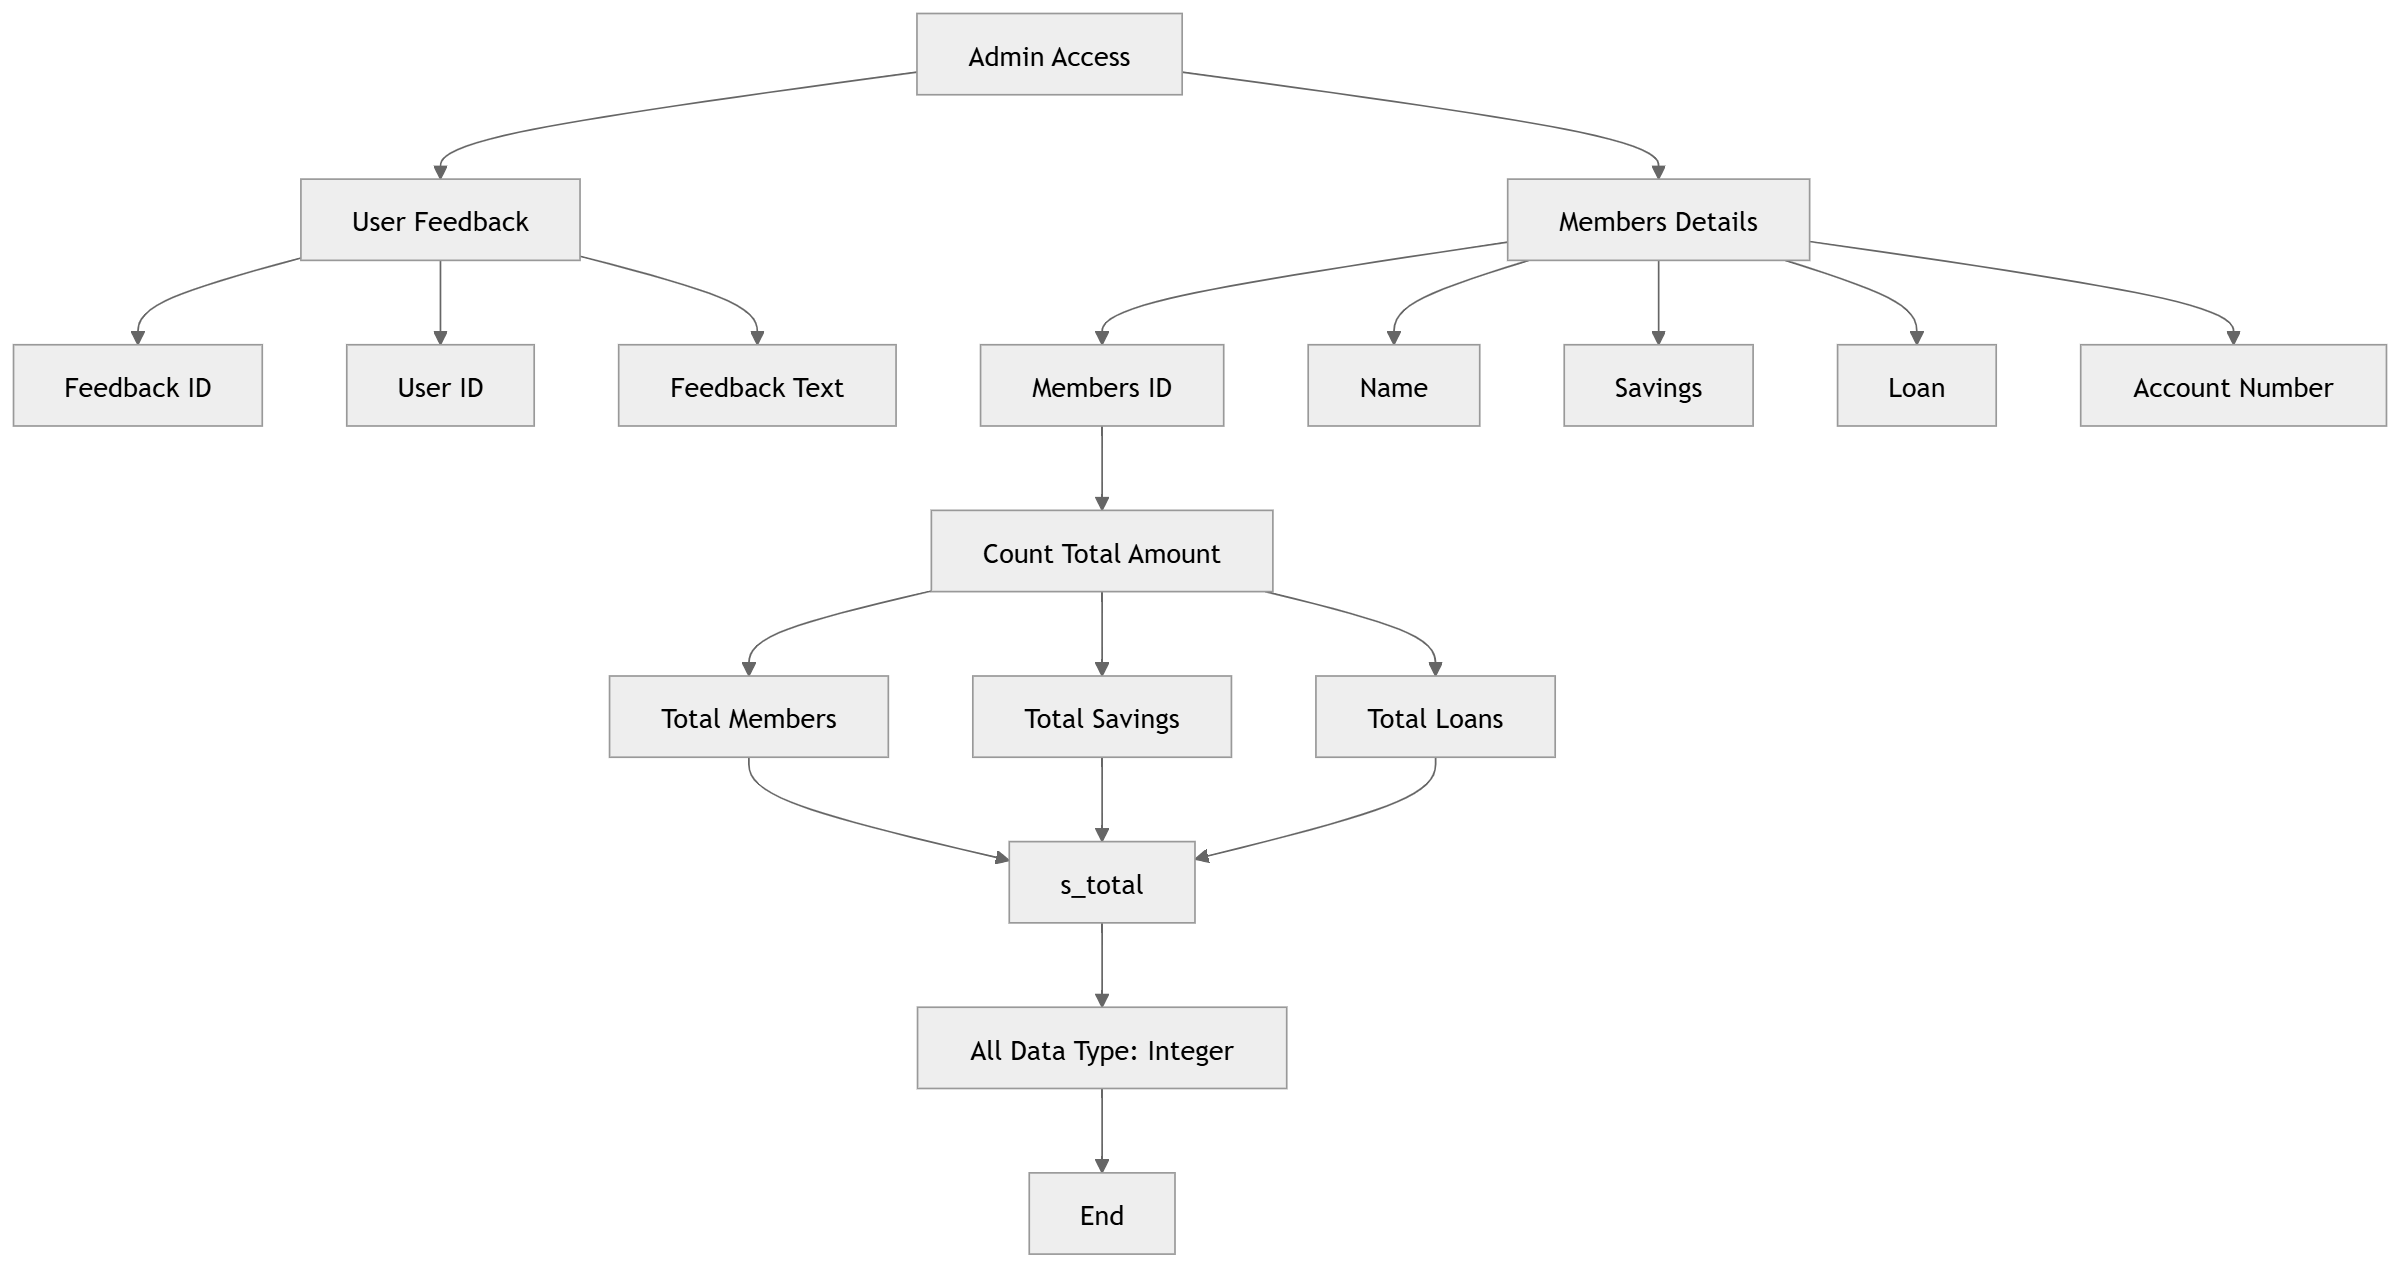 Admin Access
User Feedback
Members Details
Feedback ID
User ID
Feedback Text
Members ID
Name
Savings
Loan
Account Number
Count Total Amount
Total Members
Total Savings
Total Loans
s_total
All Data Type: Integer
End